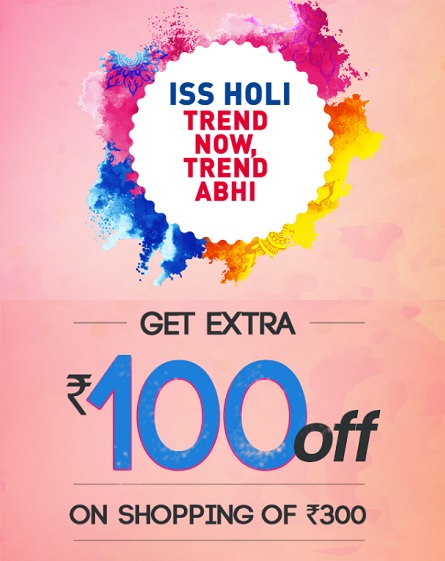 ISS HOLI
TREND
NOW,
TREND
ABHI
GET EXTRA
₹100off
ON SHOPPING OF ₹300